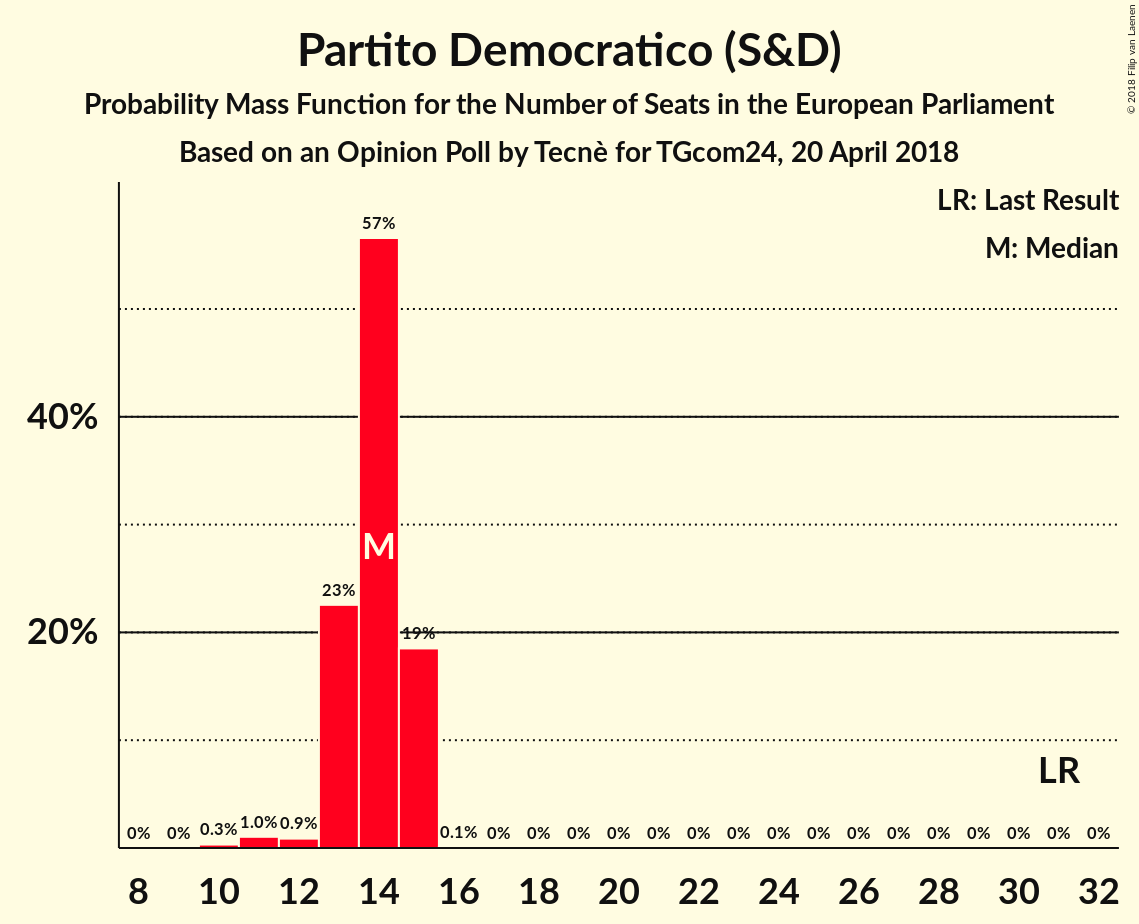 Partito Democratico (S&D)
Probability Mass Function for the Number of Seats in the European Parliament
Based on an Opinion Poll by Tecnè for TGcom24, 20 April 2018
© 2018 Filip van Laenen
LR: Last Result
M: Median
57%
40%
M
23%
20%
19%
LR
0% 0% 0.3% 1.0% 0.9% 0.1% 0% 0% 0% 0% 0% 0% 0% 0% 0% 0% 0% 0% 0% 0% 0% 0%
8 10 12 14 16 18 20 22 24 26 28 30 32